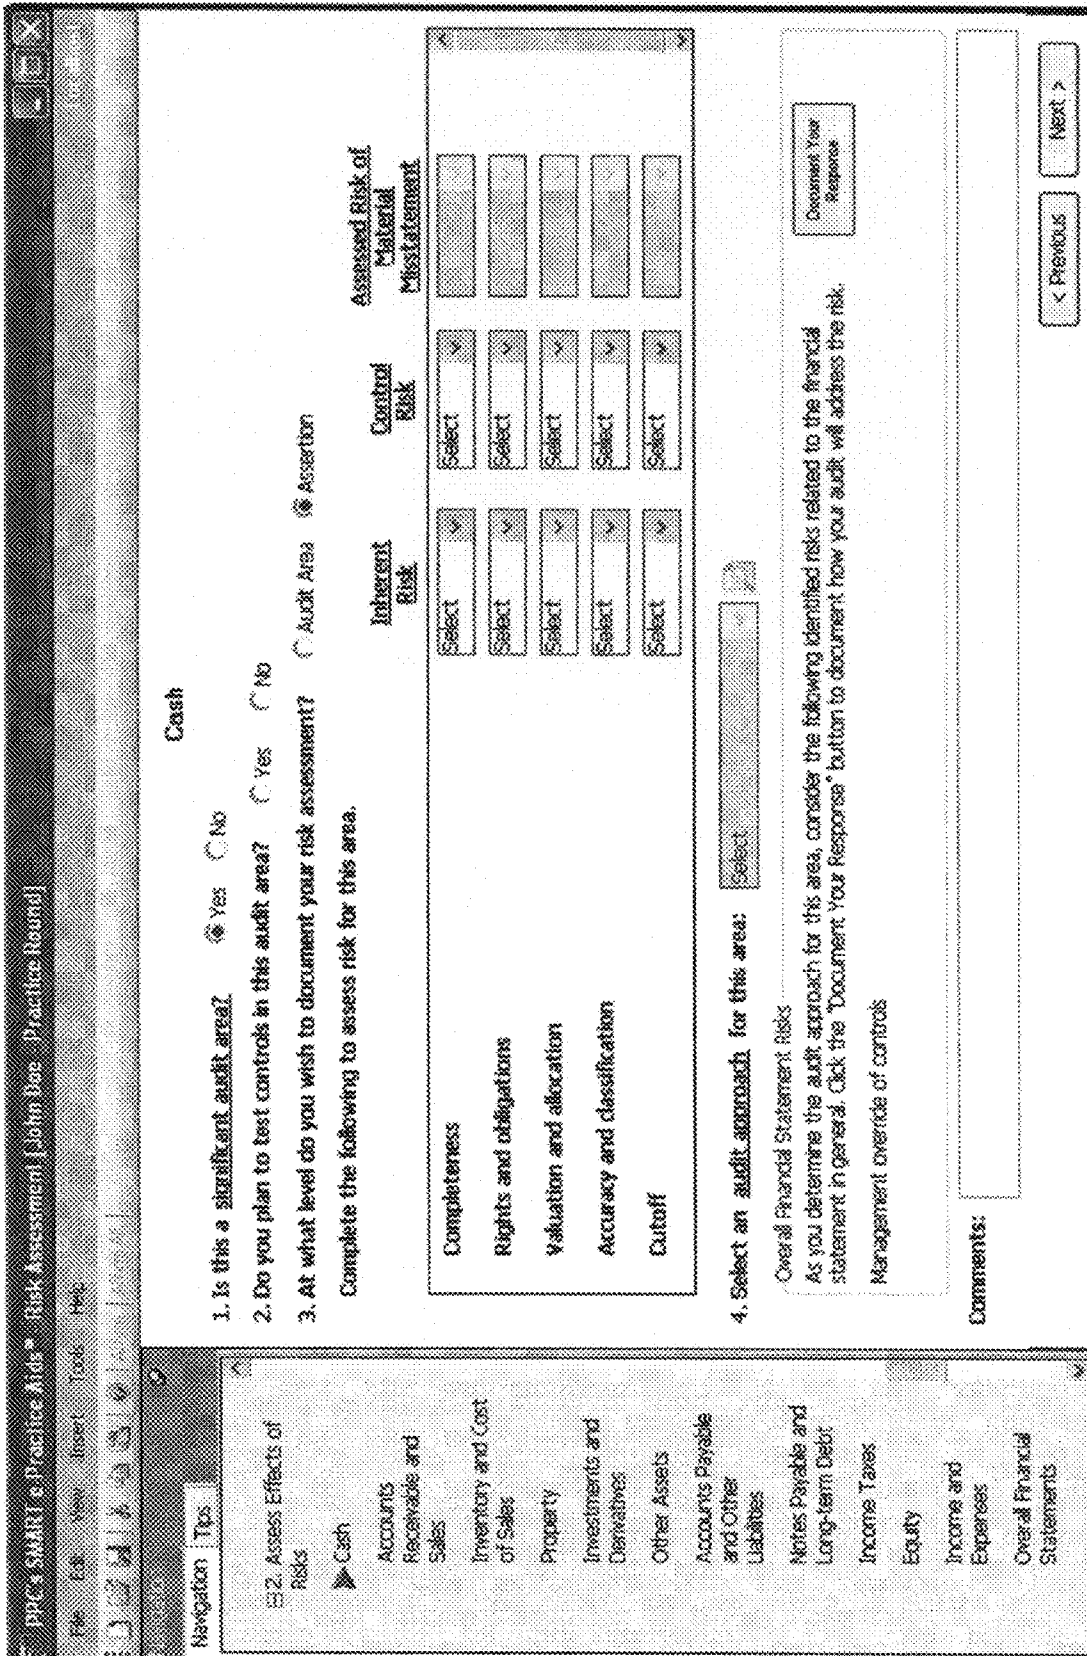 PPC's SMART e-Practice Aids™ - Risk Assessment [John Doe - Practice Round]
File Edit View Insert Tools Help
Navigation Tips
2. Assess Effects of
Risks
Cash
Accounts
Receivable and
Sales
Inventory and Cost
of Sales
Property
Investments and
Derivatives
Other Assets
Accounts Payable
and Other
Liabilities
Notes Payable and
Long-term Debt
Income Taxes
Equity
Income and
Expenses
Overall Financial
Statements
Cash
1. Is this a significant audit area? Yes No
2. Do you plan to test controls in this audit area? Yes No
3. At what level do you wish to document your risk assessment? Audit Area Assertion
Complete the following to assess risk for this area.
Inherent
Risk
Control
Risk
Assessed Risk of
Material
Misstatement
Completeness Select Select
Rights and obligations Select Select
Valuation and allocation Select Select
Accuracy and classification Select Select
Cutoff Select Select
4. Select an audit approach for this area: Select
Overall Financial Statement Risks
As you determine the audit approach for this area, consider the following identified risks related to the financial
statement in general. Click the "Document Your Response" button to document how your audit will address the risk.
Management override of controls
Document Your
Response
Comments:
< Previous Next >